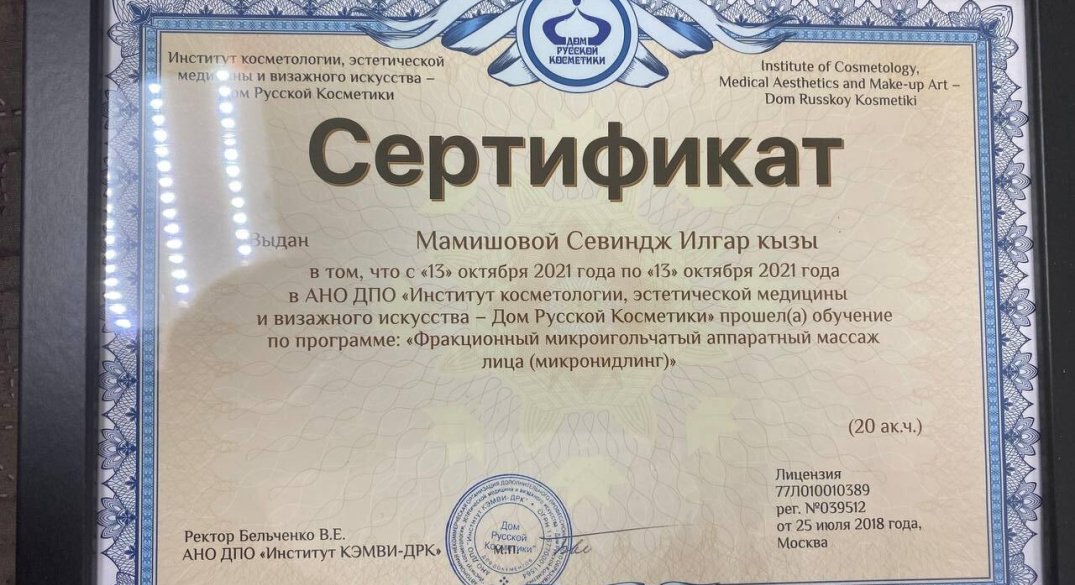 ДОМ
РУССКОЙ
КОСМЕТИКИ
Институт косметологии, эстетической
медицины и визажного искусства –
Дом Русской Косметики
Institute of Cosmetology,
Medical Aesthetics and Make-up Art –
Dom Russkoy Kosmetiki
Сертификат
Выдан Мамишовой Севиндж Илгар кызы
в том, что с «13» октября 2021 года по «13» октября 2021 года
в АНО ДПО «Институт косметологии, эстетической медицины
и визажного искусства – Дом Русской Косметики» прошел(а) обучение
по программе: «Фракционный микроигольчатый аппаратный массаж
лица (микронидлинг)»
(20 ак.ч.)
Лицензия
77Л010010389
рег. №039512
от 25 июля 2018 года,
Москва
Ректор Бельченко В.Е.
АНО ДПО «Институт КЭМВИ-ДРК»
М.П.
Дом
Русской
Косметики"